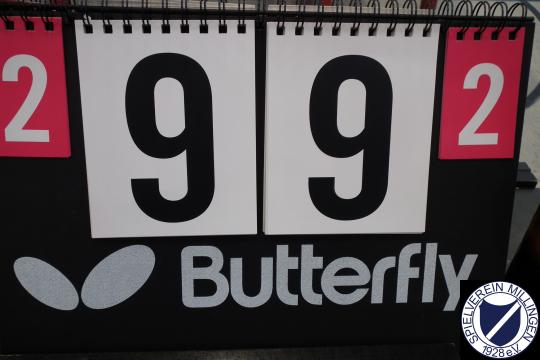 2 9 9 2
Butterfly
SPIELVEREIN MILLINGEN
1928 e.V.